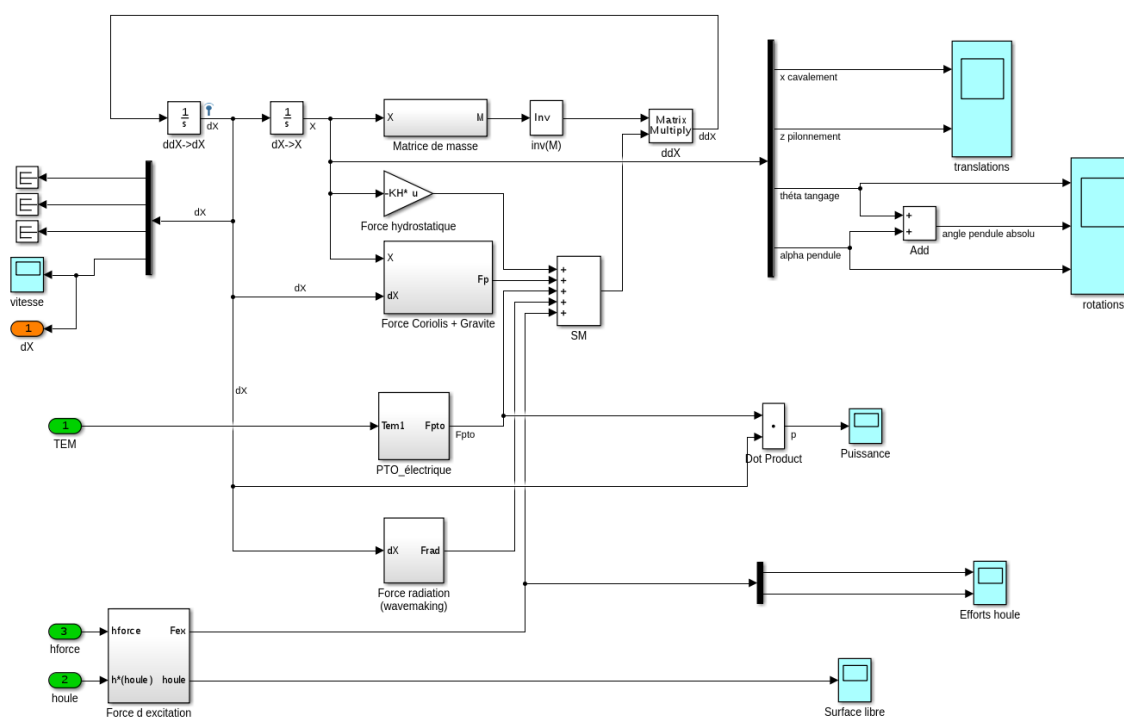 x cavalement
1
s
dX
ddX->dX
1
s
X
dX->X
X
M
Matrice de masse
Inv
inv(M)
Matrix
Multiply
ddX
ddX
z pilonnement
translations
-KH* u
Force hydrostatique
théta tangage
+
+
Add
angle pendule absolu
alpha pendule
rotations
dX
vitesse
1
dX
dX
X
dX
Fp
Force Coriolis + Gravite
+
+
+
+
+
SM
dX
1
TEM
Tem1
Fpto
Fpto
PTO_électrique
p
Dot Product
Puissance
dX
Frad
Force radiation
(wavemaking)
Efforts houle
3
hforce
2
houle
hforce
Fex
h*(houle)
houle
Force d excitation
Surface libre